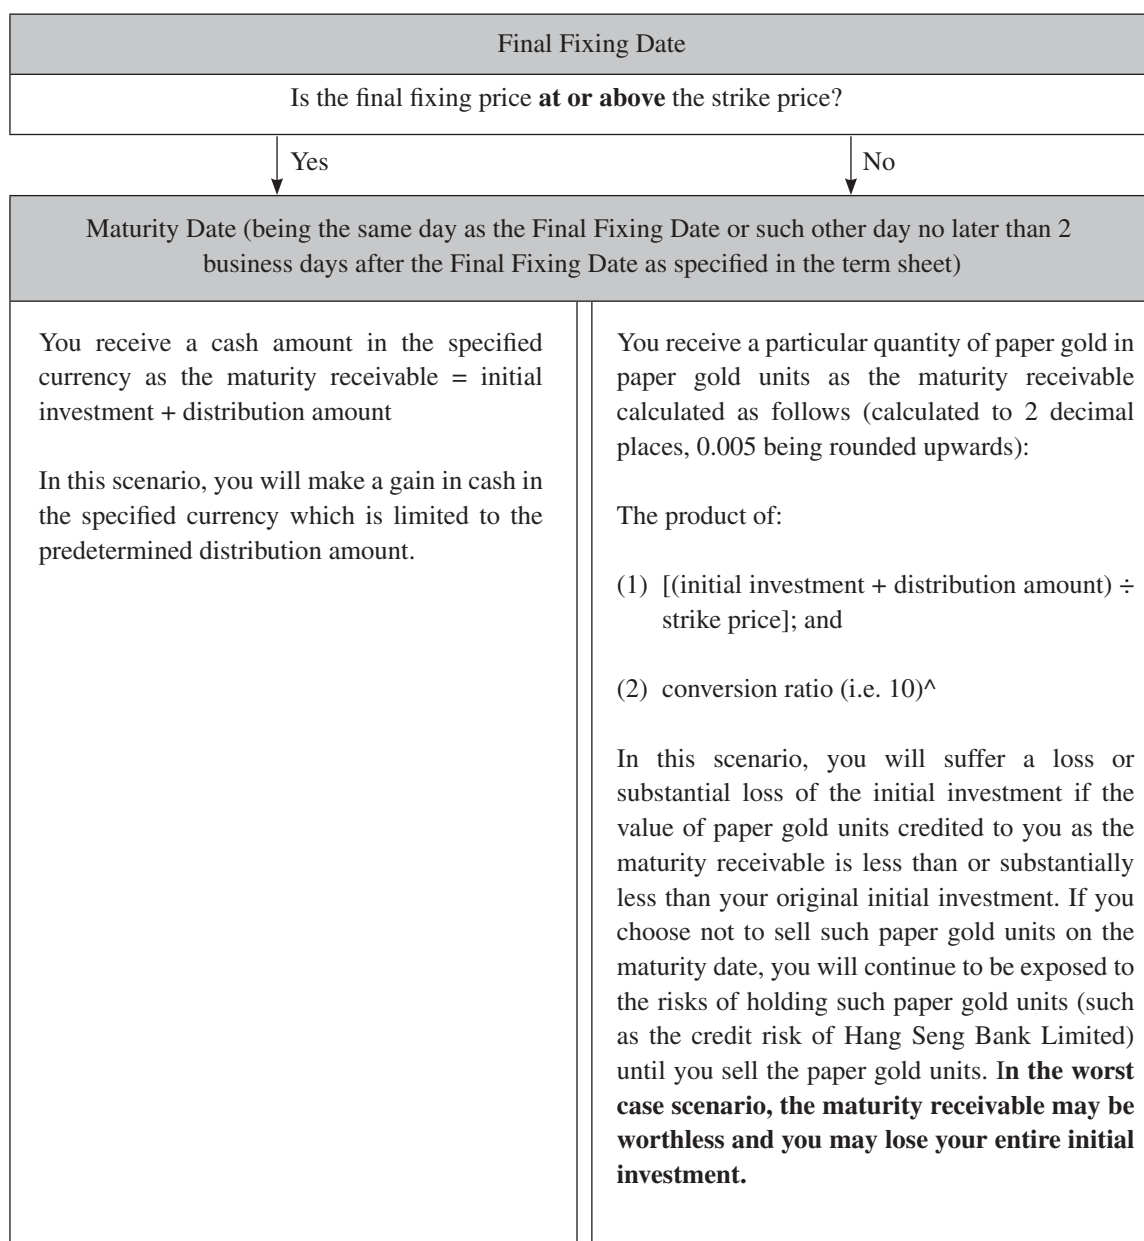 Final Fixing Date
Is the final fixing price at or above the strike price?
Yes
No
Maturity Date (being the same day as the Final Fixing Date or such other day no later than 2
business days after the Final Fixing Date as specified in the term sheet)
You receive a cash amount in the specified
currency as the maturity receivable = initial
investment + distribution amount
In this scenario, you will make a gain in cash in
the specified currency which is limited to the
predetermined distribution amount.
You receive a particular quantity of paper gold in
paper gold units as the maturity receivable
calculated as follows (calculated to 2 decimal
places, 0.005 being rounded upwards):
The product of:
(1) [(initial investment + distribution amount) ÷
strike price]; and
(2) conversion ratio (i.e. 10)^
In this scenario, you will suffer a loss or
substantial loss of the initial investment if the
value of paper gold units credited to you as the
maturity receivable is less than or substantially
less than your original initial investment. If you
choose not to sell such paper gold units on the
maturity date, you will continue to be exposed to
the risks of holding such paper gold units (such
as the credit risk of Hang Seng Bank Limited)
until you sell the paper gold units. In the worst
case scenario, the maturity receivable may be
worthless and you may lose your entire initial
investment.